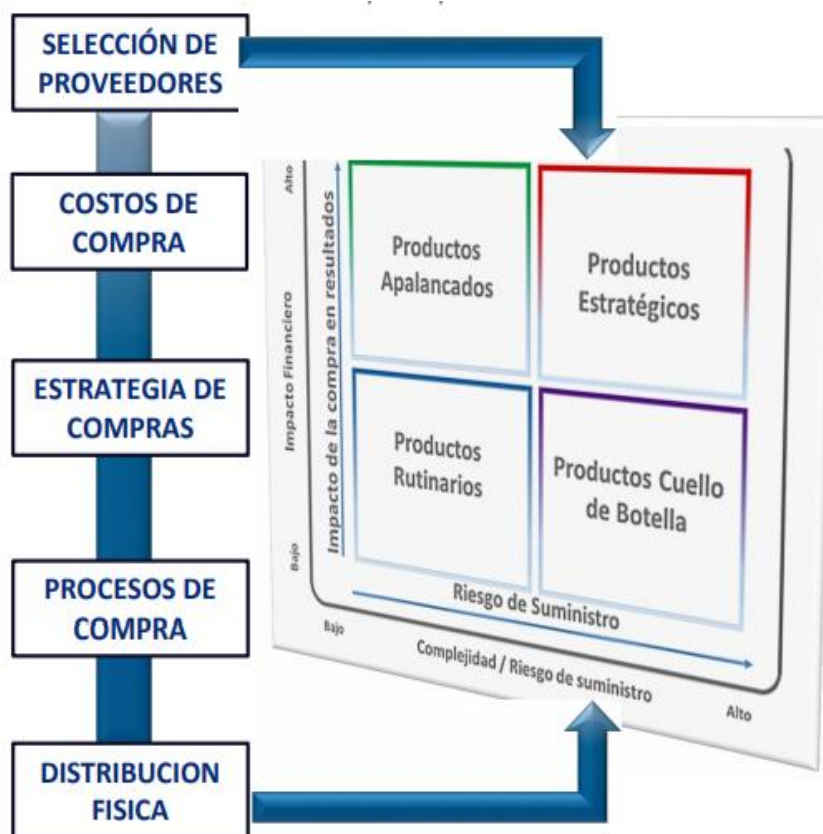 SELECCIÓN DE
PROVEEDORES
COSTOS DE
COMPRA
ESTRATEGIA DE
COMPRAS
PROCESOS DE
COMPRA
DISTRIBUCION
FISICA
Alto
Impacto Financiero
Bajo
Impacto de la compra en resultados
Productos
Apalancados
Productos
Estratégicos
Productos
Rutinarios
Productos Cuello
de Botella
Riesgo de Suministro
Bajo
Complejidad / Riesgo de suministro
Alto